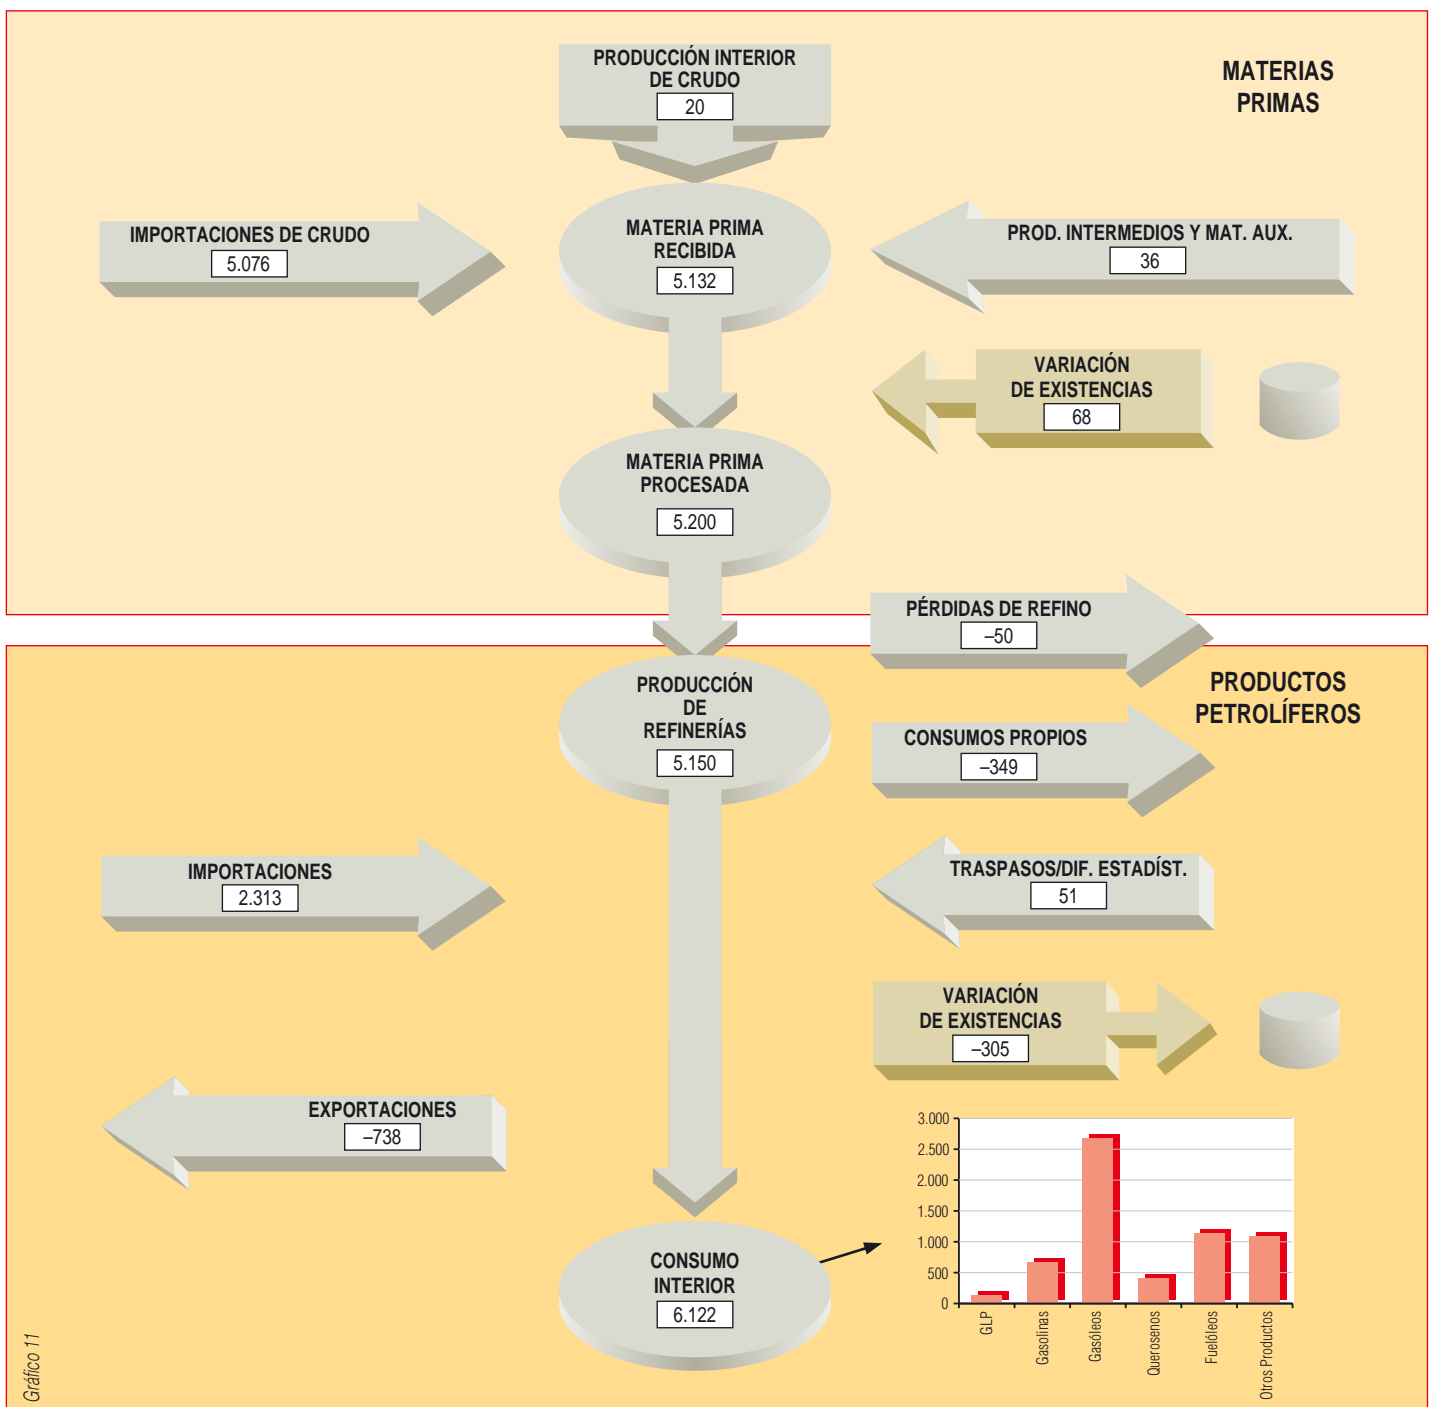 PRODUCCIÓN INTERIOR
DE CRUDO
20
MATERIAS
PRIMAS
IMPORTACIONES DE CRUDO
5.076
MATERIA PRIMA
RECIBIDA
5.132
PROD. INTERMEDIOS Y MAT. AUX.
36
VARIACIÓN
DE EXISTENCIAS
68
MATERIA PRIMA
PROCESADA
5.200
PÉRDIDAS DE REFINO
–50
PRODUCTOS
PETROLÍFEROS
PRODUCCIÓN
DE
REFINERÍAS
5.150
CONSUMOS PROPIOS
–349
IMPORTACIONES
2.313
TRASPASOS/DIF. ESTADÍST.
51
VARIACIÓN
DE EXISTENCIAS
–305
EXPORTACIONES
–738
CONSUMO
INTERIOR
6.122
3.000
2.500
2.000
1.500
1.000
500
0
GLP
Gasolinas
Gasóleos
Querosenos
Fuelóleos
Otros Productos
Gráfico 11